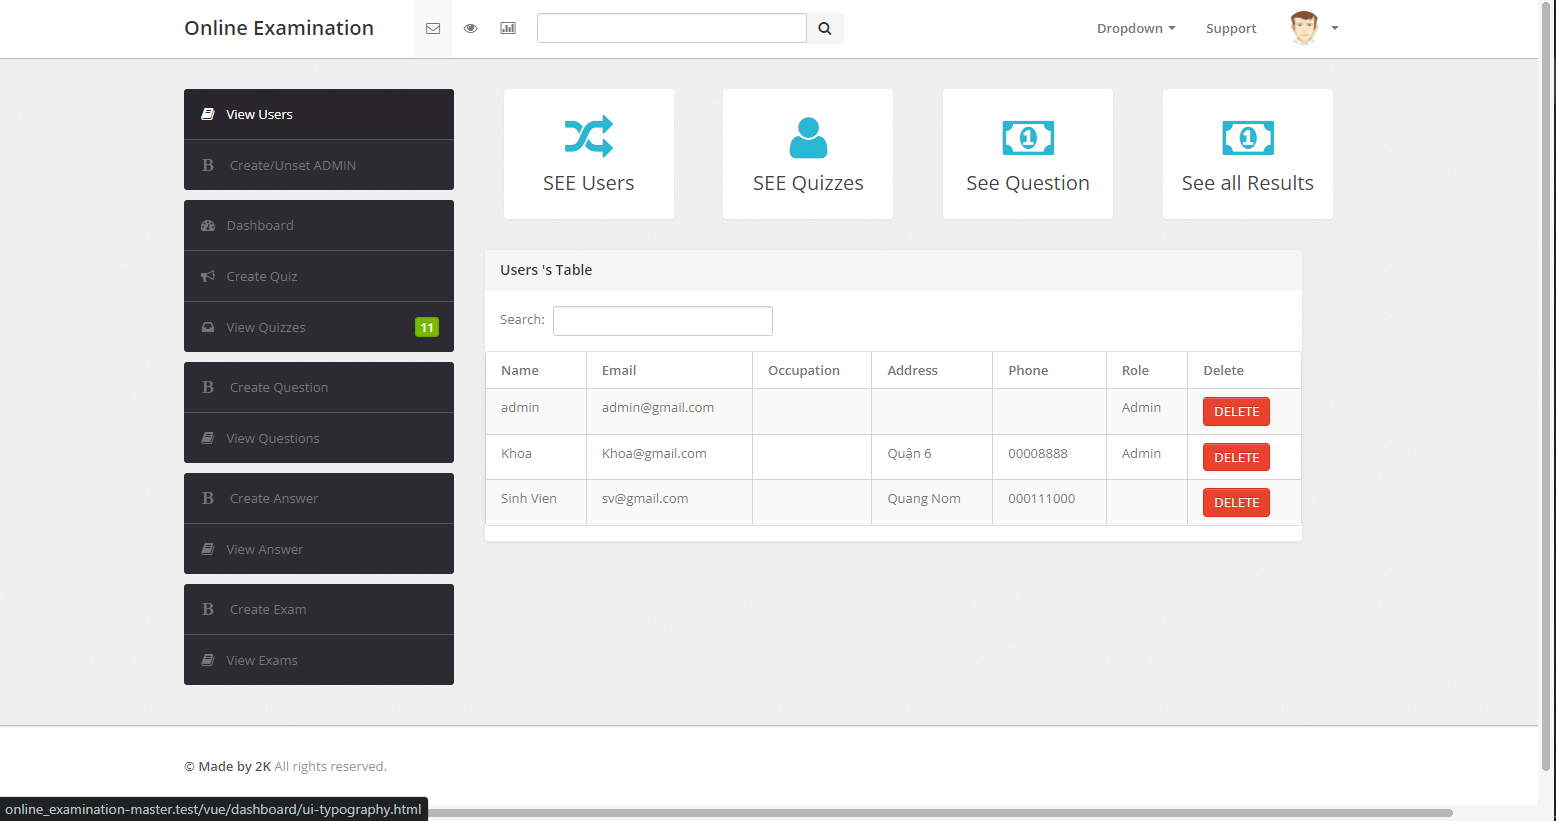 Online Examination
Dropdown
Support
View Users
Create/Unset ADMIN
Dashboard
Create Quiz
View Quizzes 11
Create Question
View Questions
Create Answer
View Answer
Create Exam
View Exams
SEE Users
SEE Quizzes
See Question
See all Results
Users 's Table
Search:
Name Email Occupation Address Phone Role Delete
admin admin@gmail.com Admin DELETE
Khoa Khoa@gmail.com Quận 6 00008888 Admin DELETE
Sinh Vien sv@gmail.com Quang Nom 000111000 DELETE
© Made by 2K All rights reserved.
online_examination-master.test/vue/dashboard/ui-typography.html